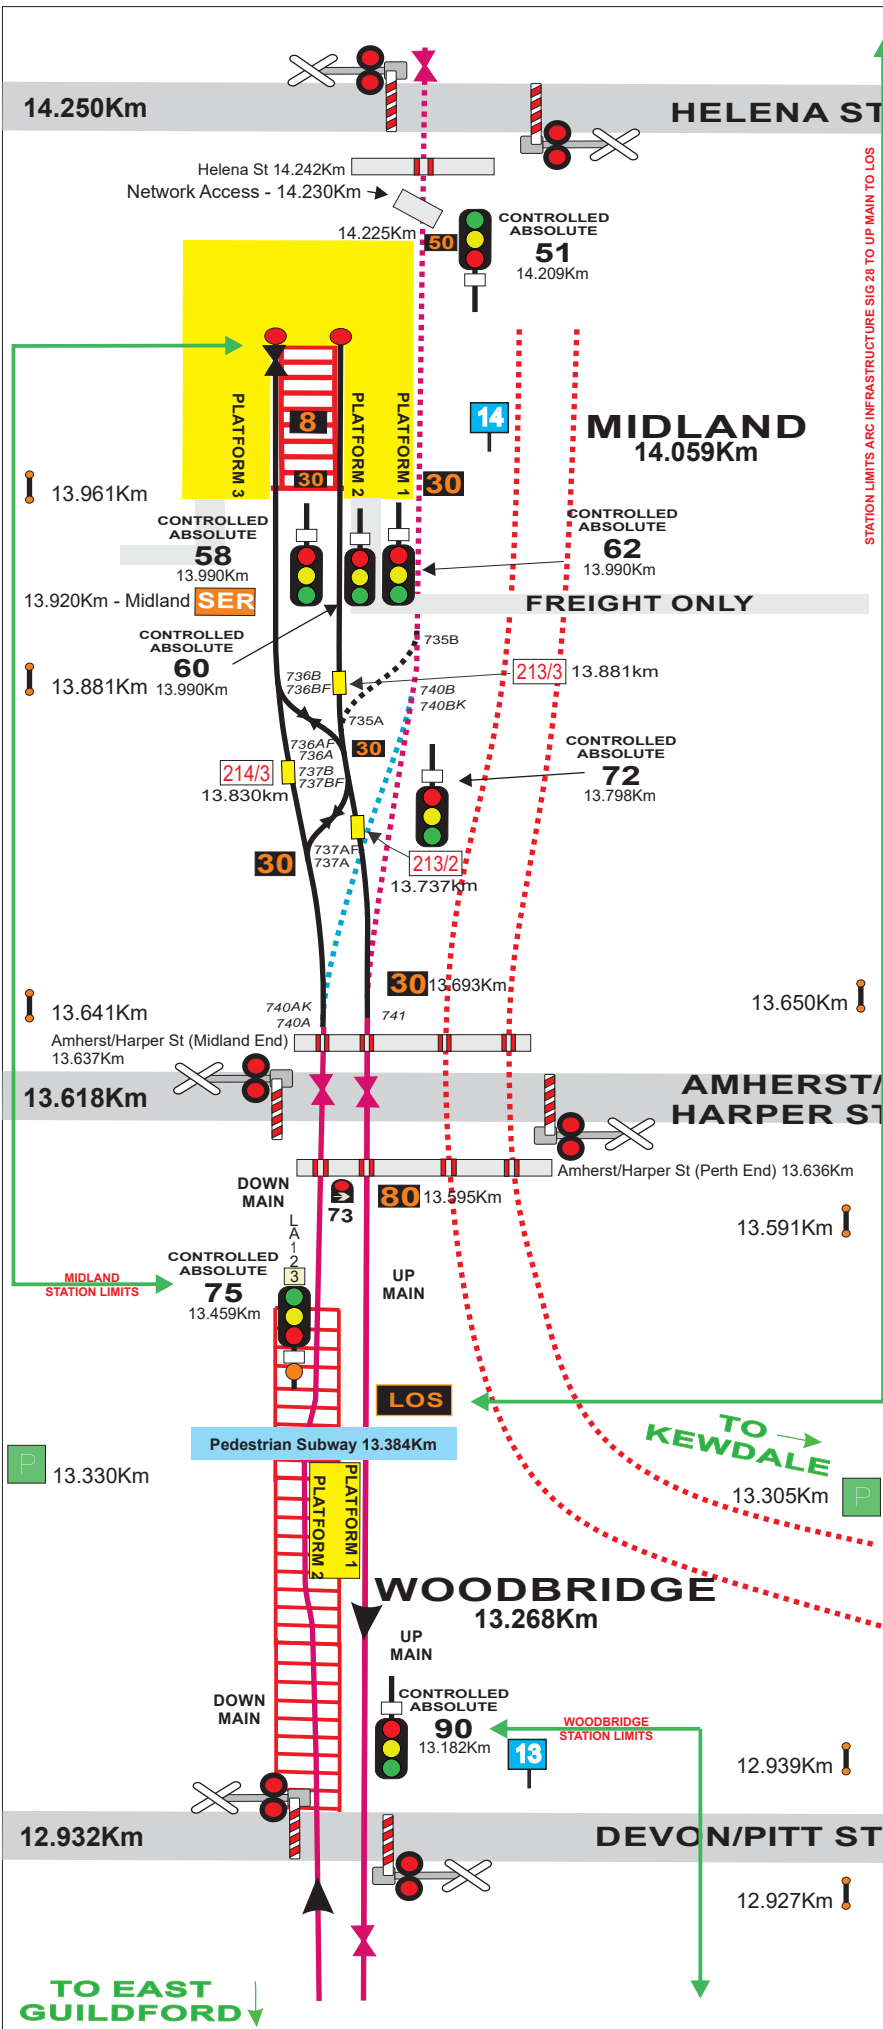 14.250Km
HELENA ST
Helena St 14.242Km
Network Access - 14.230Km
14.225Km
50
CONTROLLED
ABSOLUTE
51
14.209Km
STATION LIMITS ARC INFRASTRUCTURE SIG 28 TO UP MAIN TO LOS
PLATFORM 3
8
30
PLATFORM 2
PLATFORM 1
30
14
MIDLAND
14.059Km
13.961Km
CONTROLLED
ABSOLUTE
58
13.990Km
CONTROLLED
ABSOLUTE
62
13.990Km
13.920Km - Midland
SER
FREIGHT ONLY
CONTROLLED
ABSOLUTE
60
13.990Km
735B
736B
736BF
213/3
13.881km
13.881Km
740B
740BK
735A
736AF
736A
30
737B
737BF
214/3
13.830km
CONTROLLED
ABSOLUTE
72
13.798Km
737AF
737A
30
213/2
13.737km
30
13.693Km
13.641Km
13.650Km
740AK
740A
741
Amherst/Harper St (Midland End)
13.637Km
13.618Km
AMHERST/
HARPER ST
Amherst/Harper St (Perth End) 13.636Km
DOWN
MAIN
73
80
13.595Km
13.591Km
L
A
1
2
3
CONTROLLED
ABSOLUTE
75
13.459Km
MIDLAND
STATION LIMITS
UP
MAIN
LOS
TO
KEWDALE
Pedestrian Subway 13.384Km
P
13.330Km
13.305Km
P
PLATFORM 2
PLATFORM 1
WOODBRIDGE
13.268Km
UP
MAIN
DOWN
MAIN
CONTROLLED
ABSOLUTE
90
13.182Km
WOODBRIDGE
STATION LIMITS
13
12.939Km
12.932Km
DEVON/PITT ST
12.927Km
TO EAST
GUILDFORD